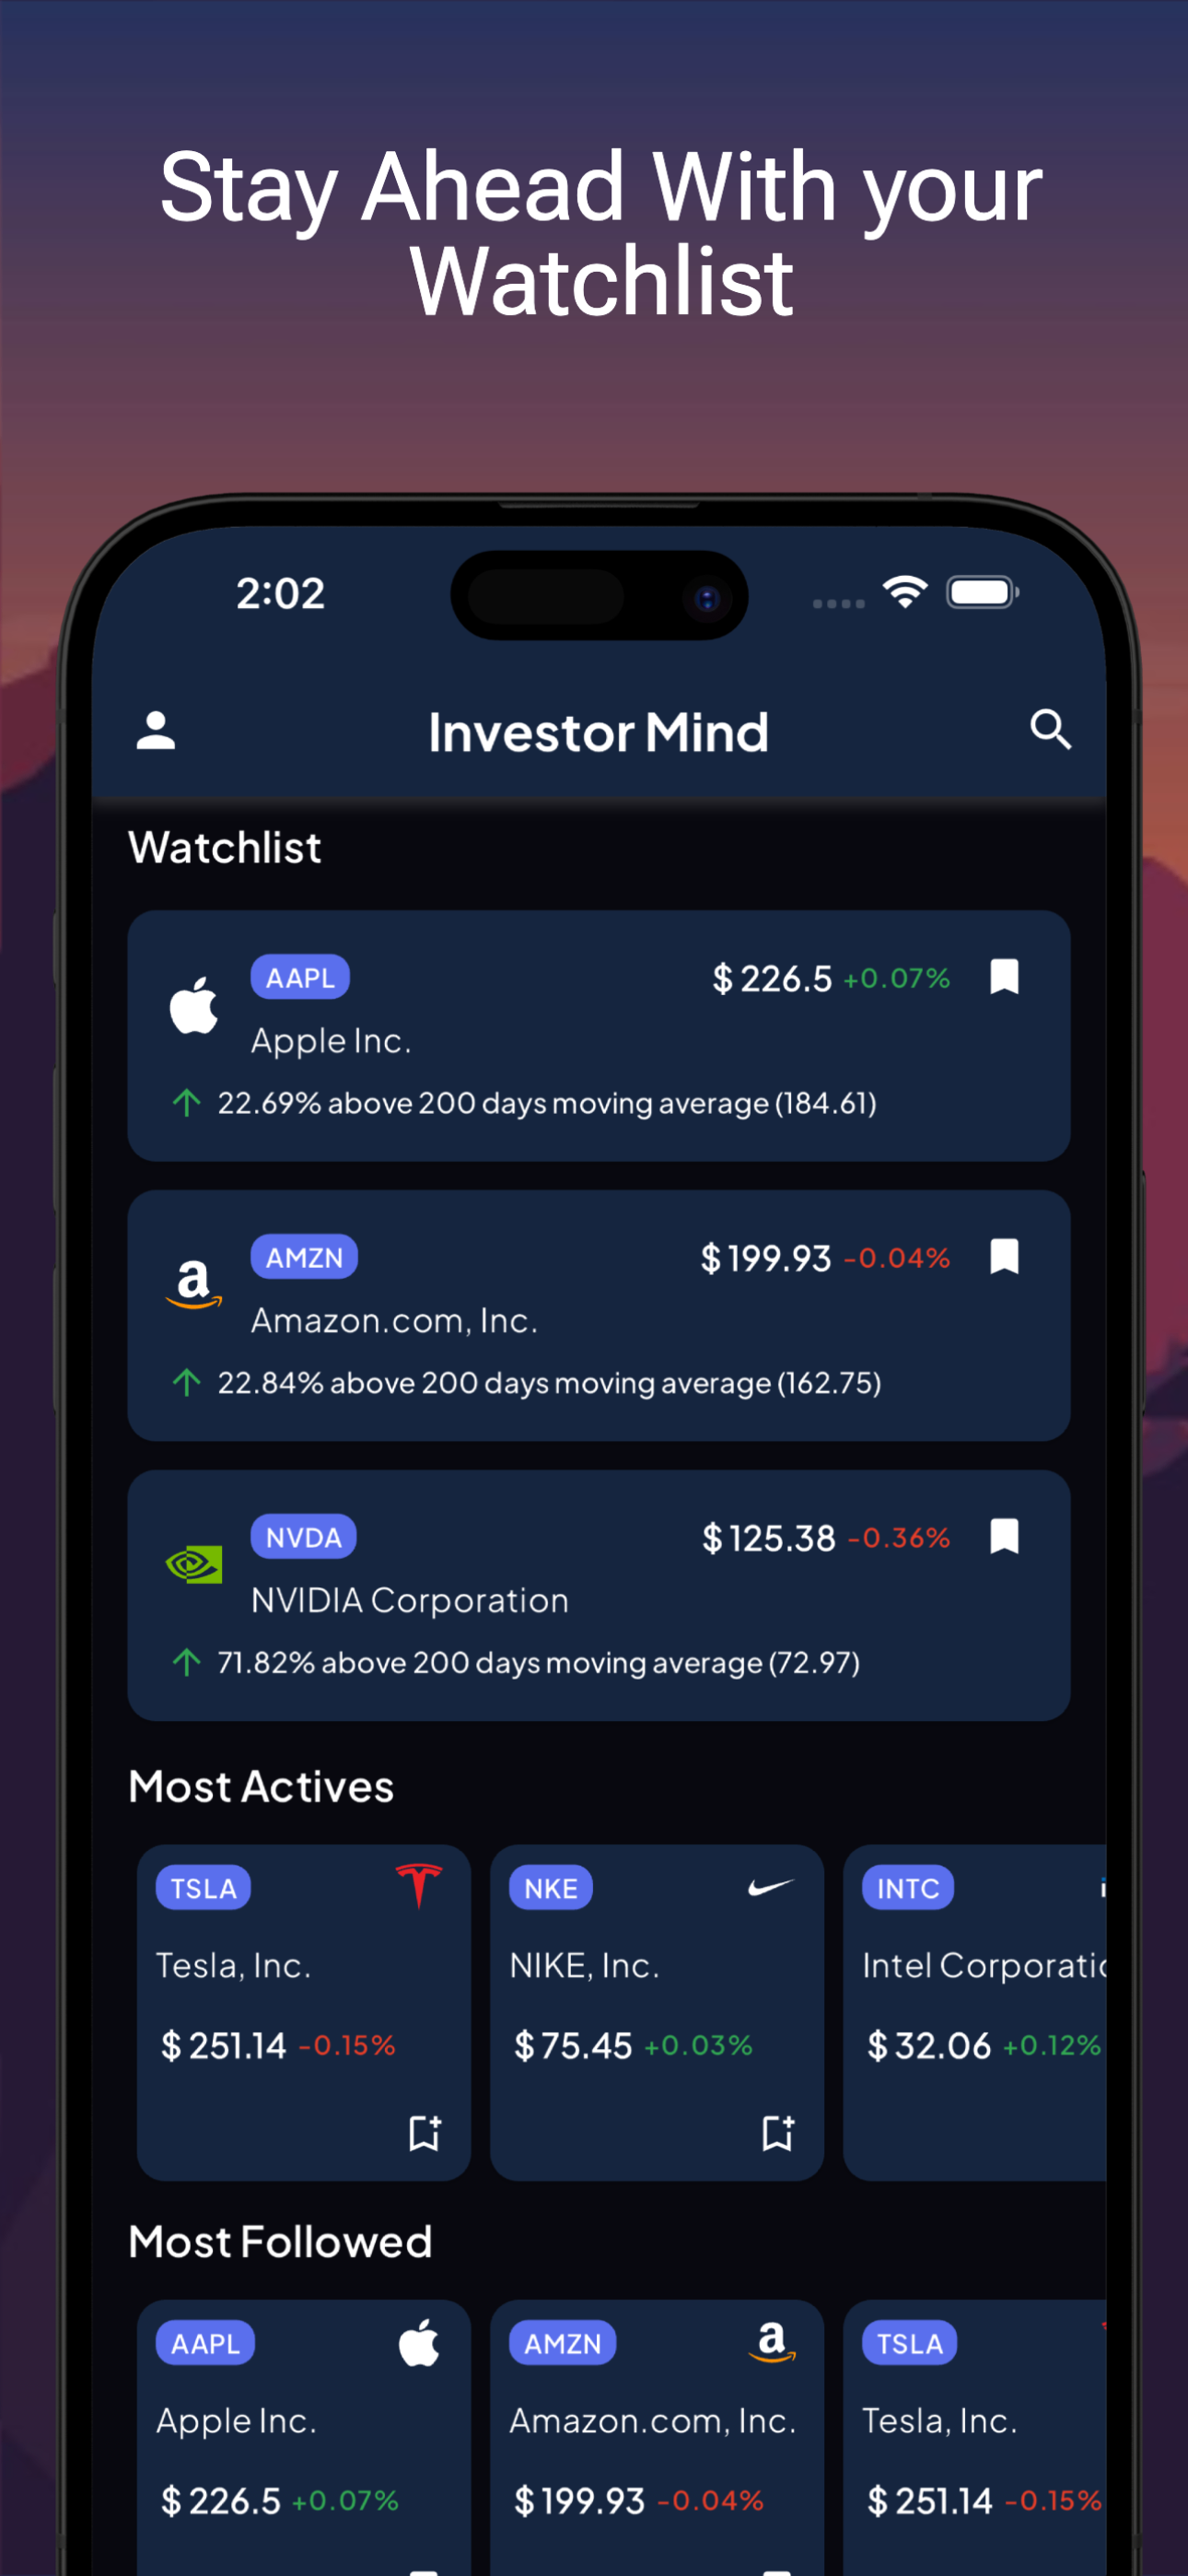 Stay Ahead With your
Watchlist
2:02
Investor Mind
Watchlist
AAPL
$ 226.5 +0.07%
Apple Inc.
22.69% above 200 days moving average (184.61)
AMZN
$ 199.93 -0.04%
Amazon.com, Inc.
22.84% above 200 days moving average (162.75)
NVDA
$ 125.38 -0.36%
NVIDIA Corporation
71.82% above 200 days moving average (72.97)
Most Actives
TSLA
Tesla, Inc.
$ 251.14 -0.15%
NKE
NIKE, Inc.
$ 75.45 +0.03%
INTC
Intel
$ 32.06 +0.12%
Most Followed
AAPL
Apple Inc.
$ 226.5 +0.07%
AMZN
Amazon.com, Inc.
$ 199.93 -0.04%
TSLA
Tesla, Inc.
$ 251.14 -0.15%